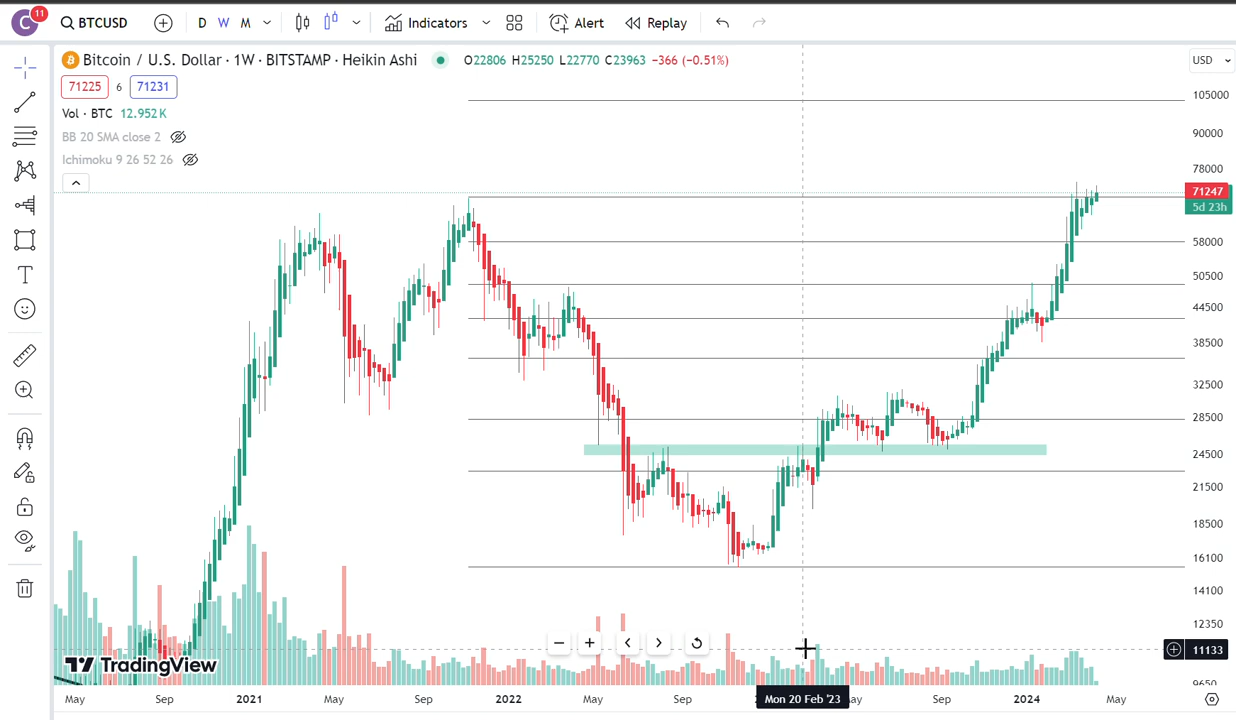 C 11 BTCUSD D W M Indicators Alert Replay
Bitcoin / U.S. Dollar · 1W · BITSTAMP · Heikin Ashi O22806 H25250 L22770 C23963 −366 (−0.51%) USD
71225 6 71231
Vol · BTC 12.952K
BB 20 SMA close 2
Ichimoku 9 26 52 26
105000
90000
78000
71247
5d 23h
58000
50500
44500
38500
32500
28500
24500
21500
18500
16100
14100
12350
11133
9650
TradingView
May Sep 2021 May Sep 2022 May Sep Mon 20 Feb '23 Sep 2024 May